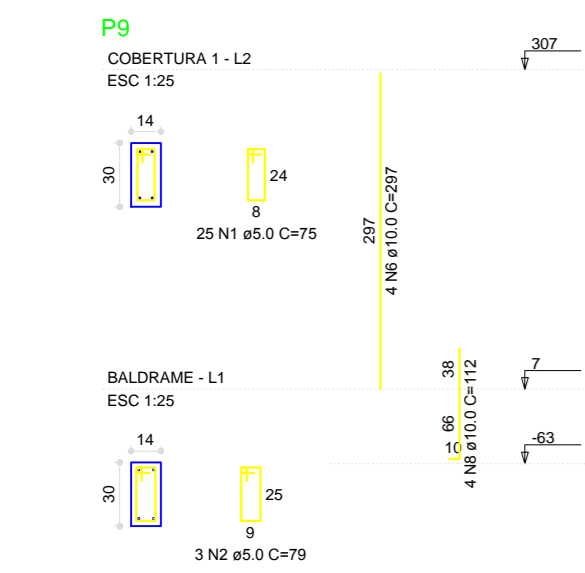 P9
COBERTURA 1 - L2
ESC 1:25
307
14
30
24
8
25 N1 ø5.0 C=75
297
4 N6 ø10.0 C=297
BALDRAME - L1
ESC 1:25
7
38
66
10
4 N8 ø10.0 C=112
-63
14
30
25
9
3 N2 ø5.0 C=79